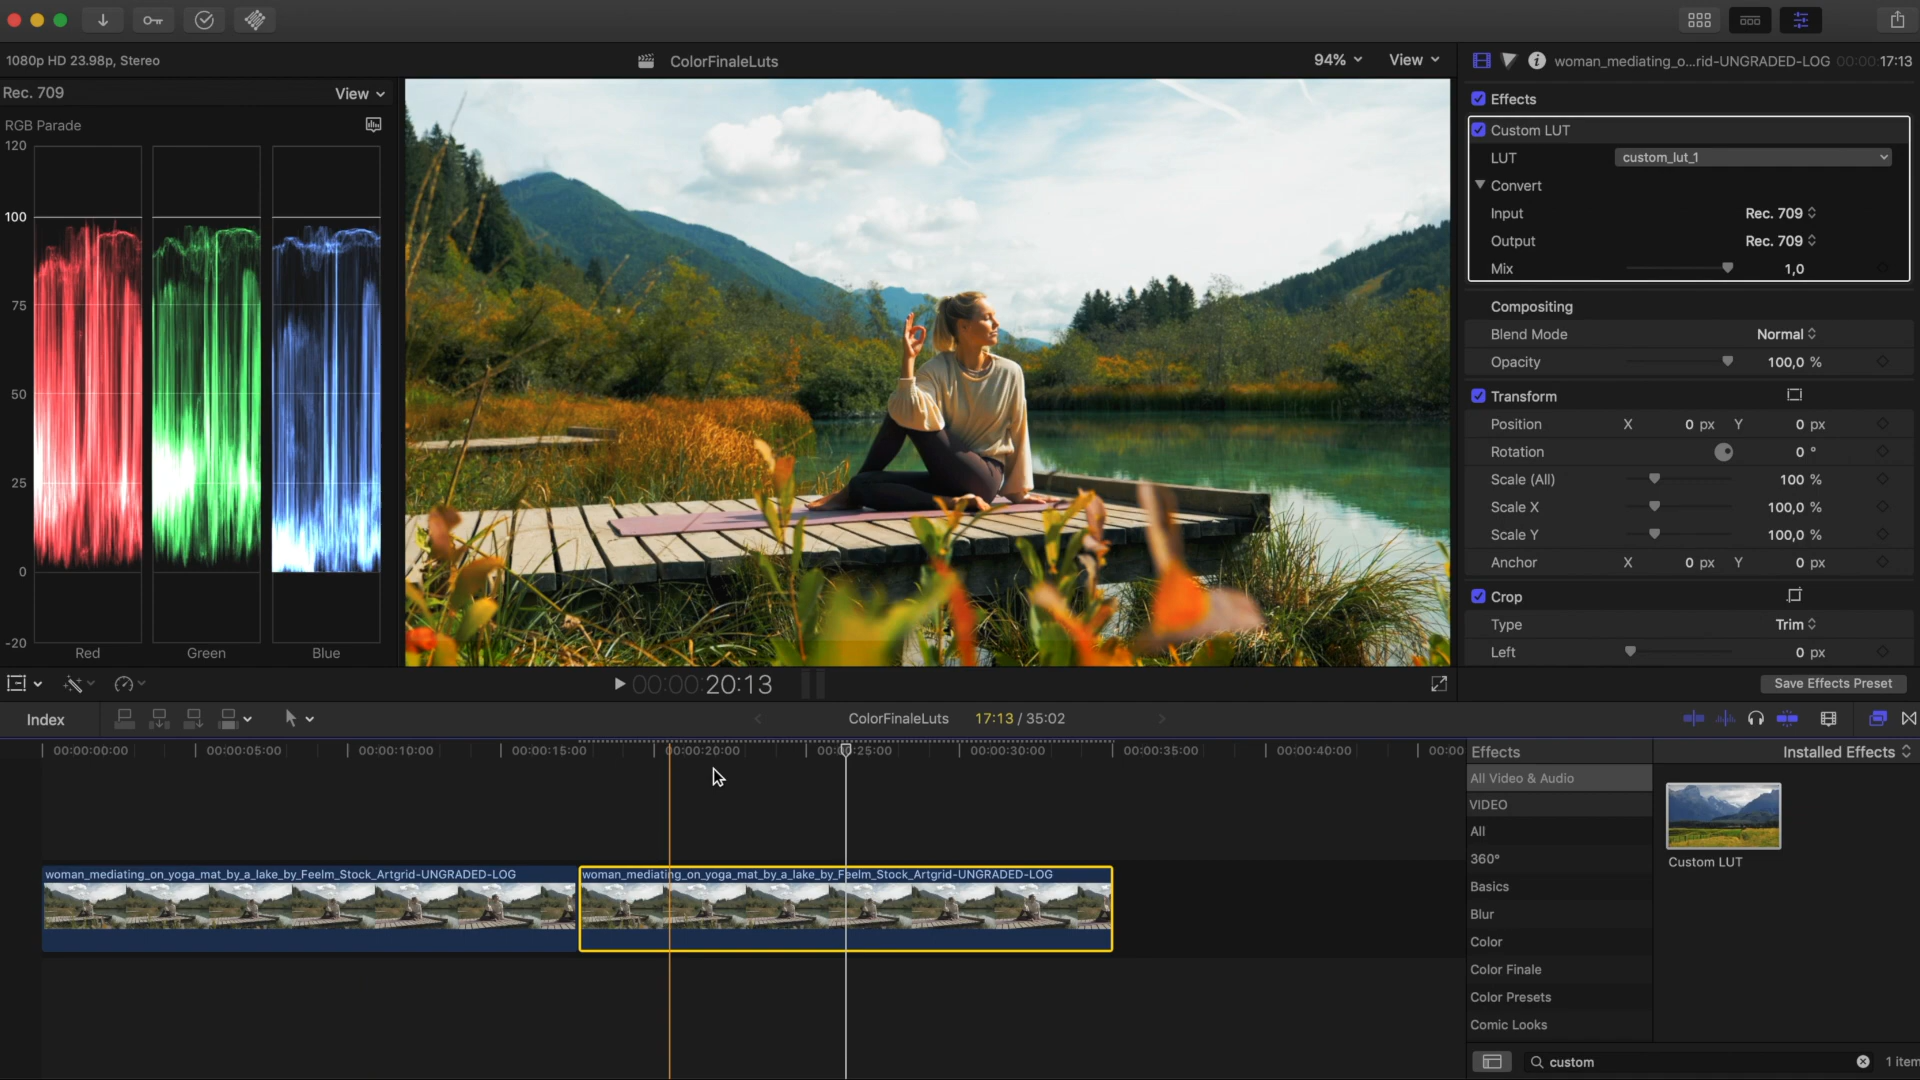 1080p HD 23.98p, Stereo
ColorFinaleLuts
94%
View
woman_mediating_o...rid-UNGRADED-LOG
00:00:17:13
Rec. 709
View
RGB Parade
120
100
75
50
25
0
-20
Red
Green
Blue
Effects
Custom LUT
LUT
custom_lut_1
Convert
Input
Rec. 709
Output
Rec. 709
Mix
1,0
Compositing
Blend Mode
Normal
Opacity
100,0 %
Transform
Position
X
0 px
Y
0 px
Rotation
0 °
Scale (All)
100 %
Scale X
100,0 %
Scale Y
100,0 %
Anchor
X
0 px
Y
0 px
Crop
Type
Trim
Left
0 px
00:00:20:13
Save Effects Preset
Index
ColorFinaleLuts
17:13 / 35:02
00:00:00:00
00:00:05:00
00:00:10:00
00:00:15:00
00:00:20:00
00:00:25:00
00:00:30:00
00:00:35:00
00:00:40:00
00:00
woman_mediating_on_yoga_mat_by_a_lake_by_Feelm_Stock_Artgrid-UNGRADED-LOG
woman_mediating_on_yoga_mat_by_a_lake_by_Feelm_Stock_Artgrid-UNGRADED-LOG
Effects
Installed Effects
All Video & Audio
VIDEO
All
360°
Basics
Blur
Color
Color Finale
Color Presets
Comic Looks
Custom LUT
custom
1 item